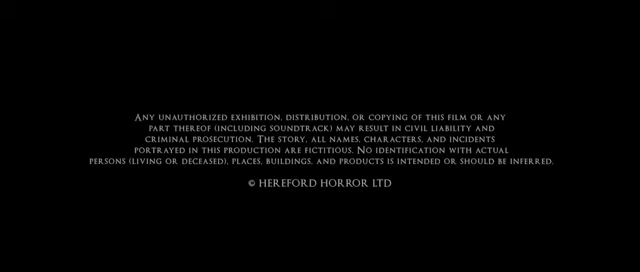 Any unauthorized exhibition, distribution, or copying of this film or any
part thereof (including soundtrack) may result in civil liability and
criminal prosecution. The story, all names, characters, and incidents
portrayed in this production are fictitious. No identification with actual
persons (living or deceased), places, buildings, and products is intended or should be inferred.
© HEREFORD HORROR LTD